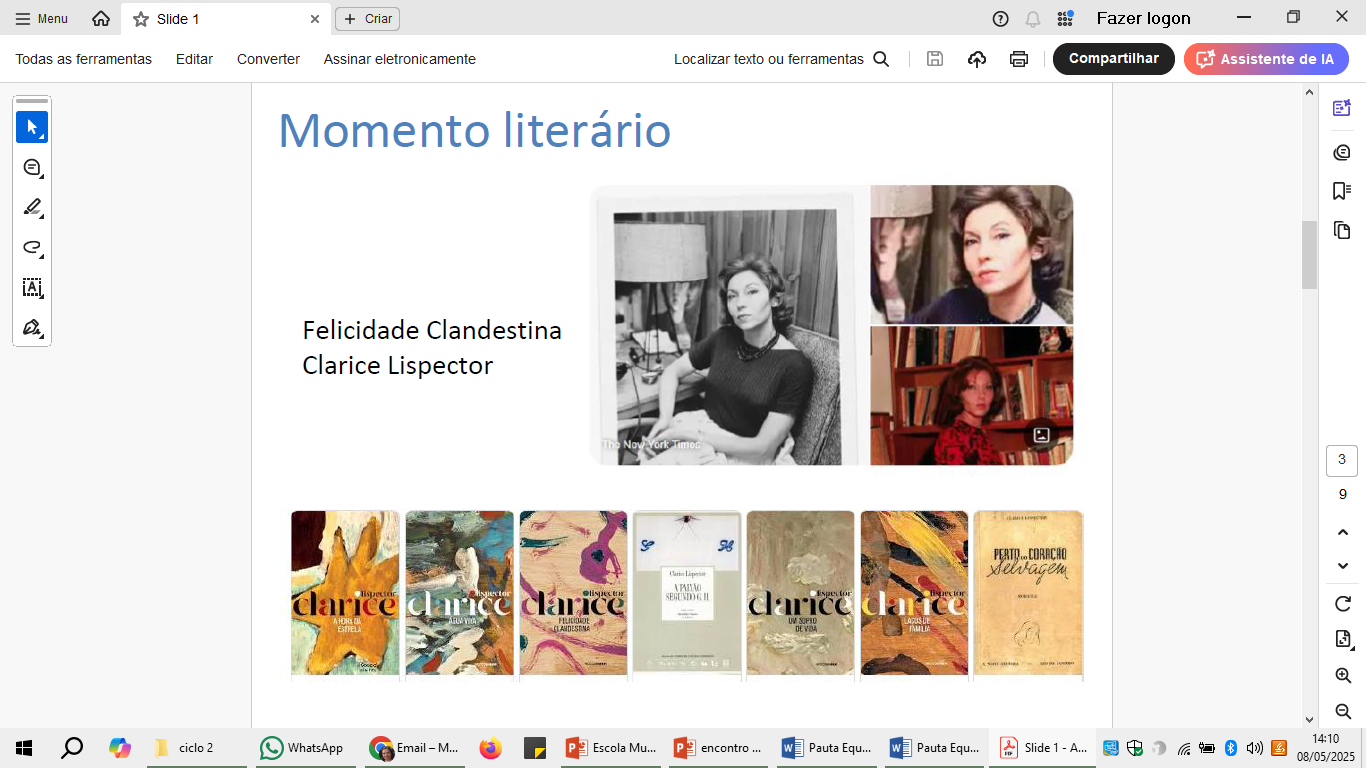 Menu
Slide 1
Criar
Fazer logon
Todas as ferramentas
Editar
Converter
Assinar eletronicamente
Localizar texto ou ferramentas
Compartilhar
Assistente de IA
Momento literário
Felicidade Clandestina
Clarice Lispector
The New York Times
lispector
clarice
A HORA DA
ESTRELA
lispector
clarice
ÁGUA VIVA
lispector
clarice
FELICIDADE
CLANDESTINA
Clarice Lispector
A PAIXÃO
SEGUNDO G. H.
lispector
clarice
UM SOPRO
DE VIDA
lispector
clarice
LAÇOS DE
FAMÍLIA
CLARICE LISPECTOR
PERTO DO CORAÇÃO
Selvagem
ROMANCE
3
9
ciclo 2
WhatsApp
Email – M...
Escola Mu...
encontro ...
Pauta Equ...
Pauta Equ...
Slide 1 - A...
14:10
08/05/2025